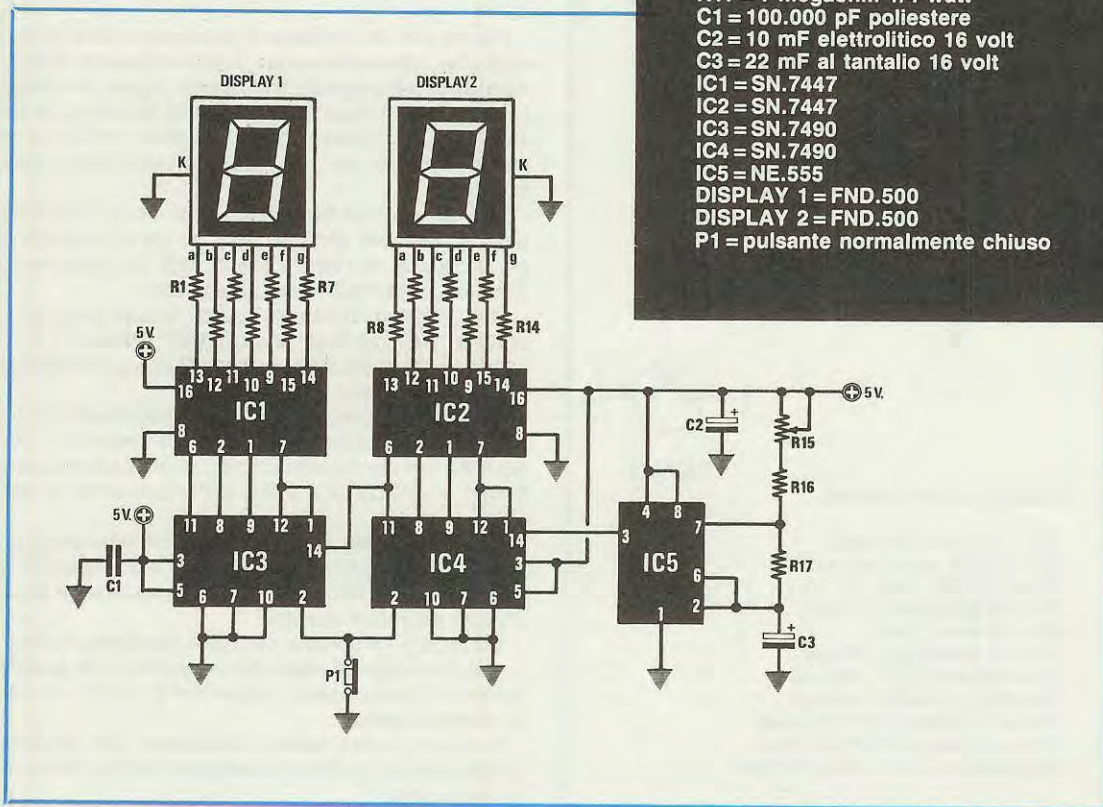 C1 = 100.000 pF poliestere
C2 = 10 mF elettrolitico 16 volt
C3 = 22 mF al tantalio 16 volt
IC1 = SN.7447
IC2 = SN.7447
IC3 = SN.7490
IC4 = SN.7490
IC5 = NE.555
DISPLAY 1 = FND.500
DISPLAY 2 = FND.500
P1 = pulsante normalmente chiuso
DISPLAY 1
DISPLAY 2
K
K
a b c d e f g
a b c d e f g
R1
R7
R8
R14
5 V.
13 12 11 10 9 15 14
16
IC1
8
6 2 1 7
13 12 11 10 9 15 14
16
IC2
8
6 2 1 7
5 V.
C2
+
R15
R16
R17
5 V.
C1
11 8 9 12 1
14
3
IC3
5
6 7 10 2
11 8 9 12 1
14
IC4
3
5
2 10 7 6
4 8
3
7
IC5
6
2
1
+
C3
P1